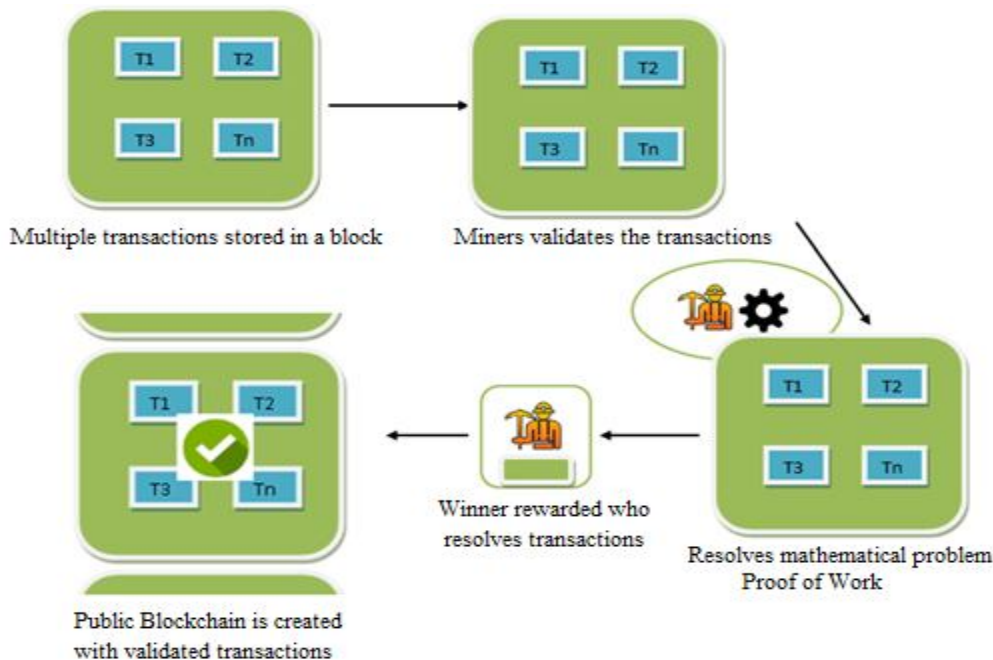 T1 T2
T3 Tn
Multiple transactions stored in a block
T1 T2
T3 Tn
Miners validates the transactions
T1 T2
T3 Tn
Resolves mathematical problem
Proof of Work
Winner rewarded who
resolves transactions
T1 T2
T3 Tn
Public Blockchain is created
with validated transactions